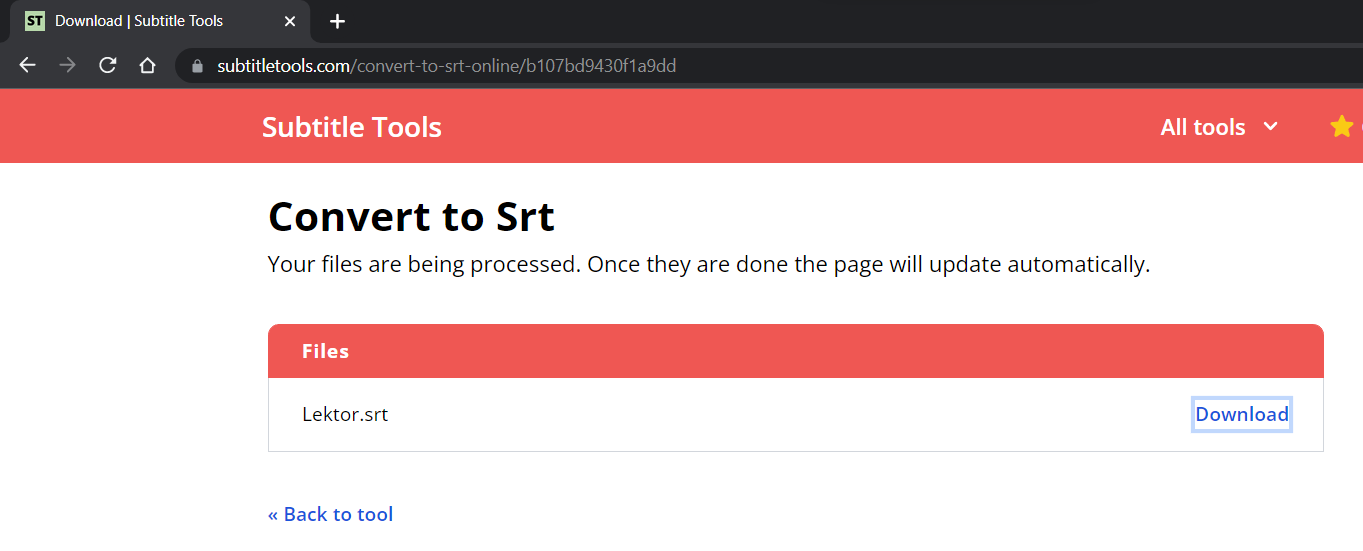 ST Download | Subtitle Tools
subtitletools.com/convert-to-srt-online/b107bd9430f1a9dd
Subtitle Tools All tools
Convert to Srt
Your files are being processed. Once they are done the page will update automatically.
Files
Lektor.srt Download
« Back to tool